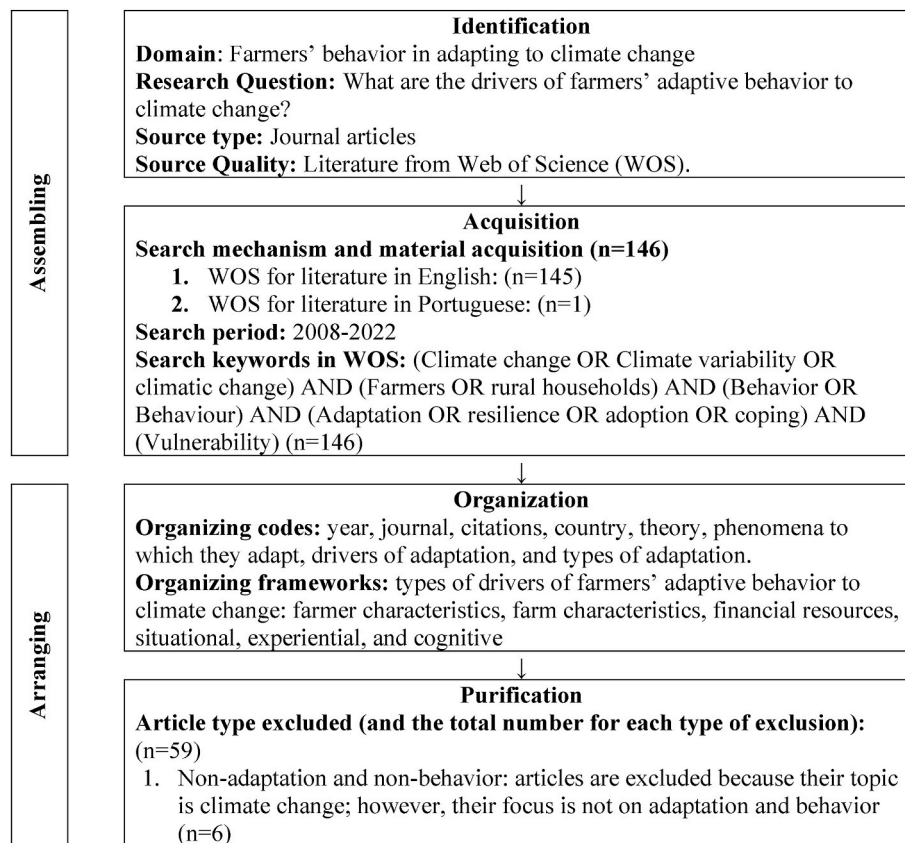 Assembling
Identification
Domain: Farmers' behavior in adapting to climate change
Research Question: What are the drivers of farmers' adaptive behavior to
climate change?
Source type: Journal articles
Source Quality: Literature from Web of Science (WOS).
↓
Acquisition
Search mechanism and material acquisition (n=146)
1. WOS for literature in English: (n=145)
2. WOS for literature in Portuguese: (n=1)
Search period: 2008-2022
Search keywords in WOS: (Climate change OR Climate variability OR
climatic change) AND (Farmers OR rural households) AND (Behavior OR
Behaviour) AND (Adaptation OR resilience OR adoption OR coping) AND
(Vulnerability) (n=146)
↓
Arranging
Organization
Organizing codes: year, journal, citations, country, theory, phenomena to
which they adapt, drivers of adaptation, and types of adaptation.
Organizing frameworks: types of drivers of farmers' adaptive behavior to
climate change: farmer characteristics, farm characteristics, financial resources,
situational, experiential, and cognitive
↓
Purification
Article type excluded (and the total number for each type of exclusion):
(n=59)
1. Non-adaptation and non-behavior: articles are excluded because their topic
is climate change; however, their focus is not on adaptation and behavior
(n=6)